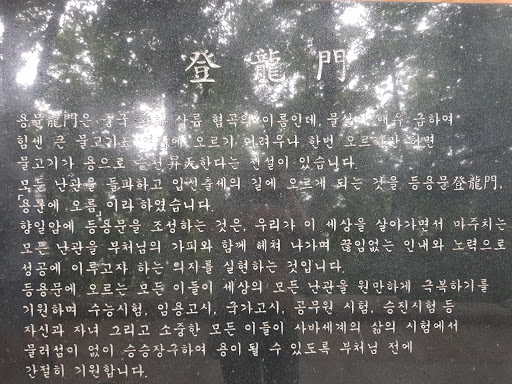 登龍門
용문龍門은 중국 황하 상류 협곡의 이름인데, 물살이 매우 급하여
힘센 큰 물고기도 오르기 어려우나 한번 오르기만 하면
물고기가 용으로 승천昇天한다는 전설이 있습니다.
모든 난관을 돌파하고 입신출세의 길에 오르게 되는 것을 등용문登龍門,
용문에 오름, 이라 하였습니다.
향일암에 등용문을 조성하는 것은, 우리가 이 세상을 살아가면서 마주치는
모든 난관을 부처님의 가피와 함께 헤쳐 나가며 끊임없는 인내와 노력으로
성공에 이루고자 하는 의지를 실현하는 것입니다.
등용문에 오르는 모든 이들이 세상의 모든 난관을 원만하게 극복하기를
기원하며 수능시험, 임용고시, 국가고시, 공무원 시험, 승진시험 등
자신과 자녀 그리고 소중한 모든 이들이 사바세계의 삶의 시험에서
물러섬이 없이 승승장구하여 용이 될 수 있도록 부처님 전에
간절히 기원합니다.